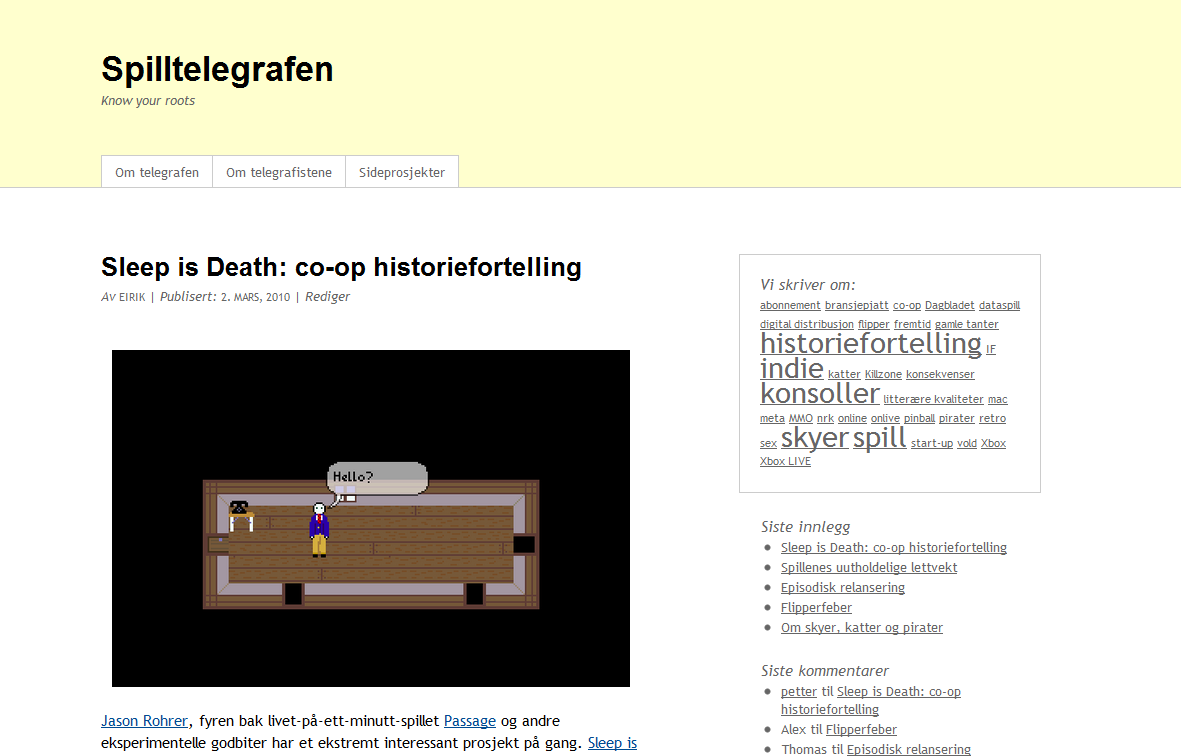 Spilltelegrafen
Know your roots
Om telegrafen
Om telegrafistene
Sideprosjekter
Sleep is Death: co-op historiefortelling
Av EIRIK | Publisert: 2. MARS, 2010 | Rediger
Hello?
Jason Rohrer, fyren bak livet-på-ett-minutt-spillet Passage og andre
eksperimentelle godbiter har et ekstremt interessant prosjekt på gang. Sleep is
Vi skriver om:
abonnement bransjepjatt co-op Dagbladet dataspill
digital distribusjon flipper fremtid gamle tanter
historiefortelling IF
indie katter Killzone konsekvenser
konsoller litterære kvaliteter mac
meta MMO nrk online onlive pinball pirater retro
sex skyer spill start-up vold Xbox
Xbox LIVE
Siste innlegg
Sleep is Death: co-op historiefortelling
Spillenes uutholdelige lettvekt
Episodisk relansering
Flipperfeber
Om skyer, katter og pirater
Siste kommentarer
petter til Sleep is Death: co-op
historiefortelling
Alex til Flipperfeber
Thomas til Episodisk relansering